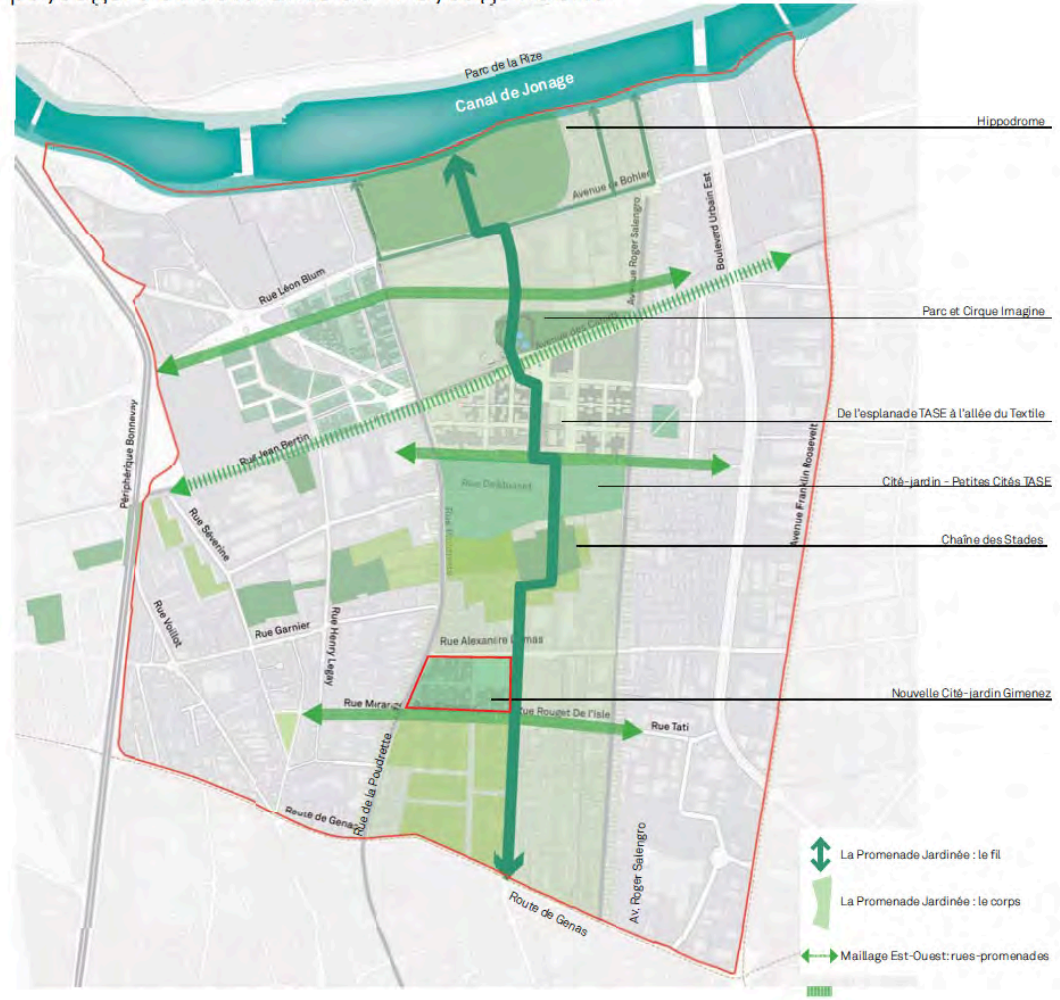 Parc de la Rize
Canal de Jonage
Hippodrome
Avenue de Bohlen
Boulevard Urbain Est
Avenue Roger Salengro
Rue Léon Blum
Parc et Cirque Imagine
Avenue des Canuts
De l'esplanade TASE à l'allée du Textile
Périphérique Bonnevay
Rue Jean Bertin
Avenue Franklin Roosevelt
Cité-jardin - Petites Cités TASE
Rue Séverine
Chaîne des Stades
Rue Voillot
Rue Garnier
Rue Henry Legay
Rue Alexandre Dumas
Nouvelle Cité-jardin Gimenez
Rue Rouget De l'Isle
Rue Tati
Rue de la Poudrette
Route de Genas
Av. Roger Salengro
Route de Genas
La Promenade Jardinée : le fil
La Promenade Jardinée : le corps
Maillage Est-Ouest: rues-promenades